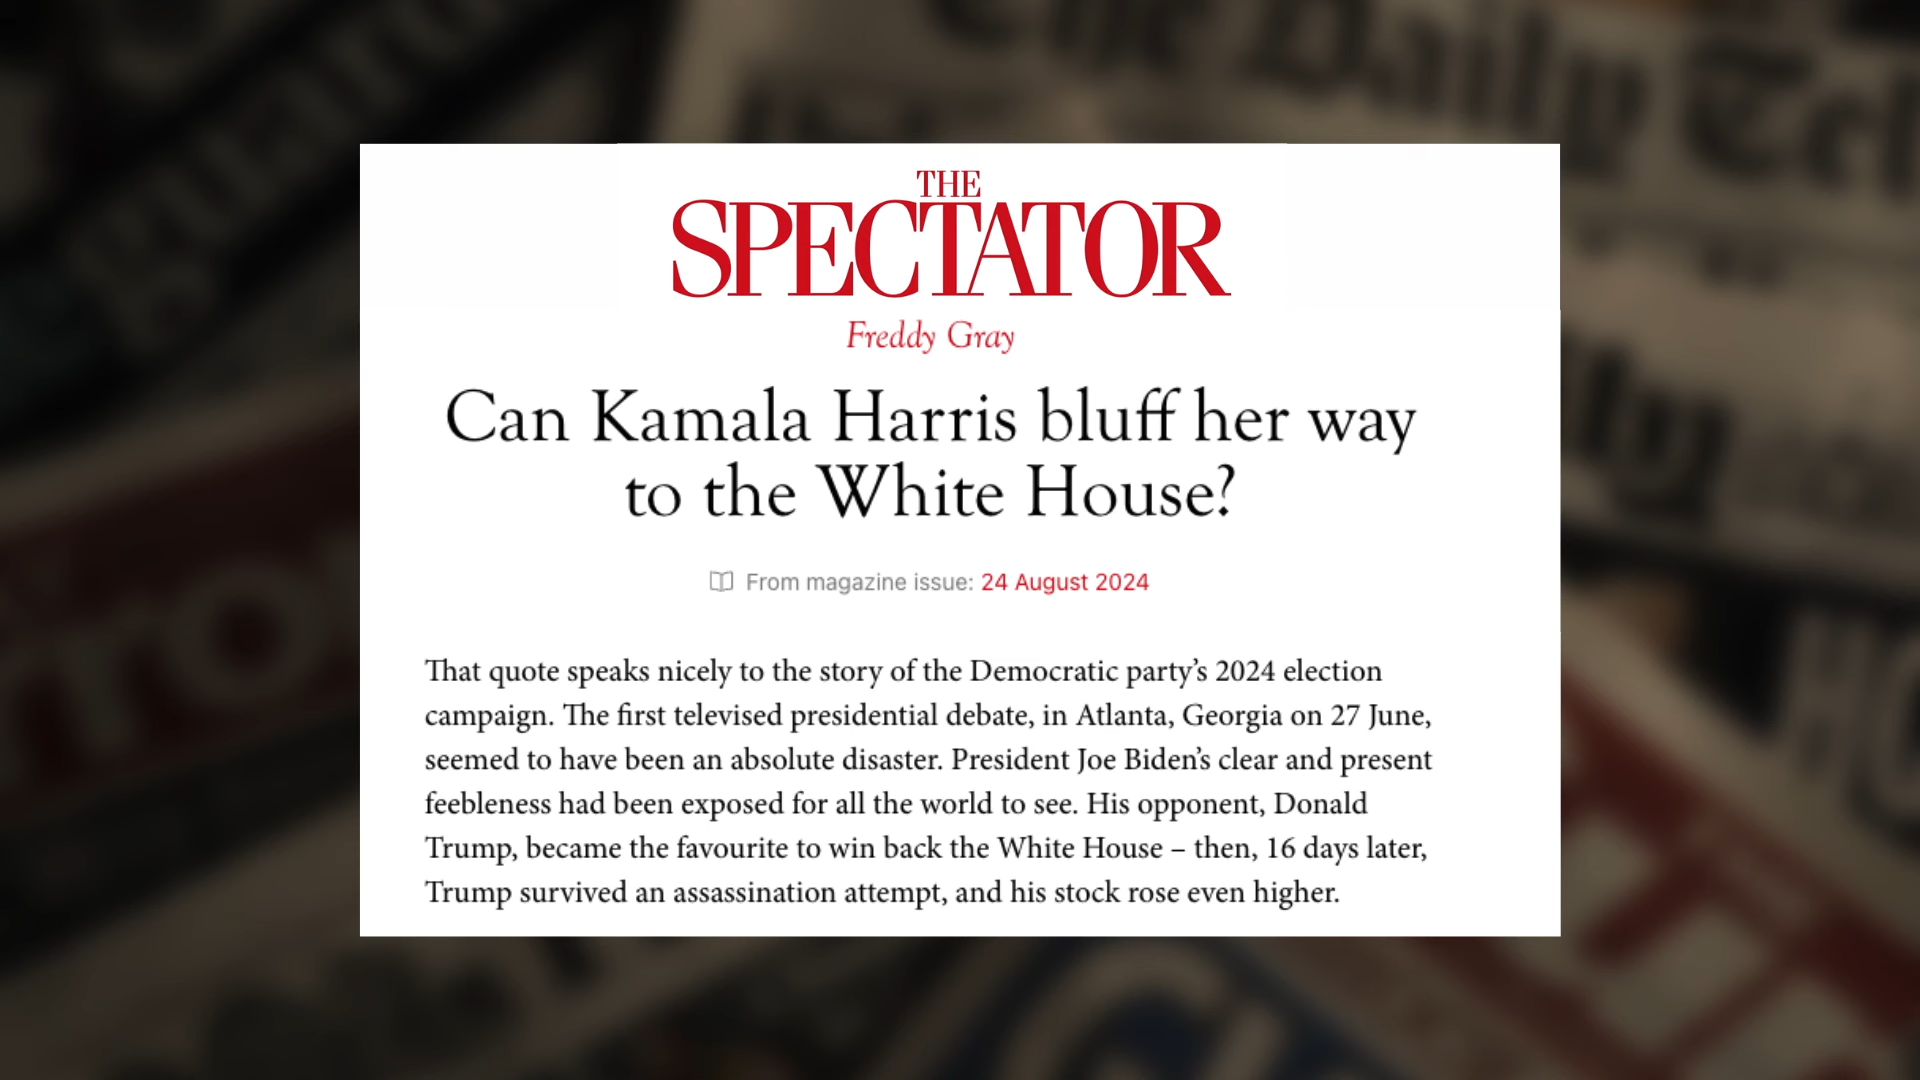 The Daily Tel
THE
SPECTATOR
Freddy Gray
Can Kamala Harris bluff her way
to the White House?
From magazine issue: 24 August 2024
That quote speaks nicely to the story of the Democratic party’s 2024 election
campaign. The first televised presidential debate, in Atlanta, Georgia on 27 June,
seemed to have been an absolute disaster. President Joe Biden’s clear and present
feebleness had been exposed for all the world to see. His opponent, Donald
Trump, became the favourite to win back the White House – then, 16 days later,
Trump survived an assassination attempt, and his stock rose even higher.